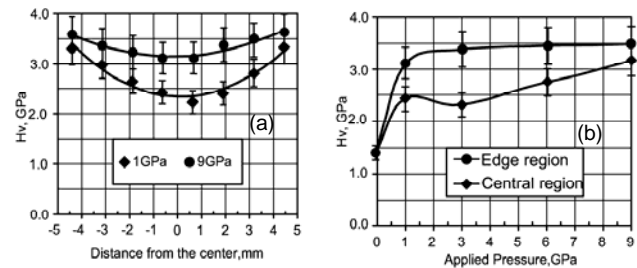 4.0
3.0
2.0
1.0
0.0
Hv, GPa
(a)
1GPa 9GPa
-5 -4 -3 -2 -1 0 1 2 3 4 5
Distance from the center,mm
4.0
3.0
2.0
1.0
0.0
Hv, GPa
(b)
Edge region
Central region
0 1 2 3 4 5 6 7 8 9
Applied Pressure,GPa